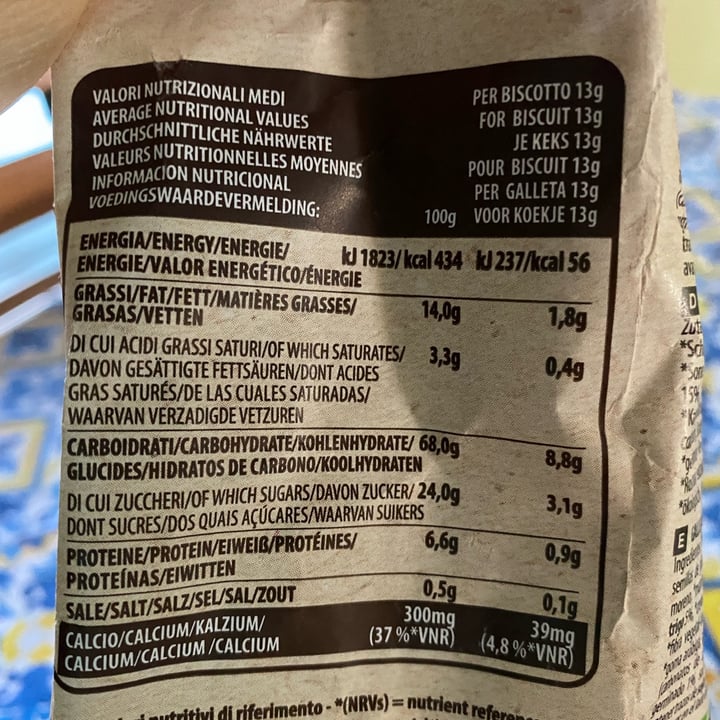 VALORI NUTRIZIONALI MEDI
AVERAGE NUTRITIONAL VALUES
DURCHSCHNITTLICHE NÄHRWERTE
VALEURS NUTRITIONNELLES MOYENNES
INFORMACION NUTRICIONAL
VOEDINGSWAARDEVERMELDING:
100g
PER BISCOTTO 13g
FOR BISCUIT 13g
JE KEKS 13g
POUR BISCUIT 13g
PER GALLETA 13g
VOOR KOEKJE 13g
ENERGIA/ENERGY/ENERGIE/ kJ 1823/kcal 434 kJ 237/kcal 56
ENERGIE/VALOR ENERGÉTICO/ÉNERGIE
GRASSI/FAT/FETT/MATIÈRES GRASSES/ 14,0g 1,8g
GRASAS/VETTEN
DI CUI ACIDI GRASSI SATURI/OF WHICH SATURATES/ 3,3g 0,4g
DAVON GESÄTTIGTE FETTSÄUREN/DONT ACIDES
GRAS SATURÉS/DE LAS CUALES SATURADAS/
WAARVAN VERZADIGDE VETZUREN
CARBOIDRATI/CARBOHYDRATE/KOHLENHYDRATE/ 68,0g 8,8g
GLUCIDES/HIDRATOS DE CARBONO/KOOLHYDRATEN
DI CUI ZUCCHERI/OF WHICH SUGARS/DAVON ZUCKER/ 24,0g 3,1g
DONT SUCRES/DOS QUAIS AÇÚCARES/WAARVAN SUIKERS
PROTEINE/PROTEIN/EIWEIß/PROTÉINES/ 6,6g 0,9g
PROTEÍNAS/EIWITTEN
SALE/SALT/SALZ/SEL/SAL/ZOUT 0,5g 0,1g
CALCIO/CALCIUM/KALZIUM/ 300mg 39mg
CALCIUM/CALCIUM /CALCIUM (37 %*VNR) (4,8 %*VNR)
nutritivi di riferimento - *(NRVs) = nutrient
D
E